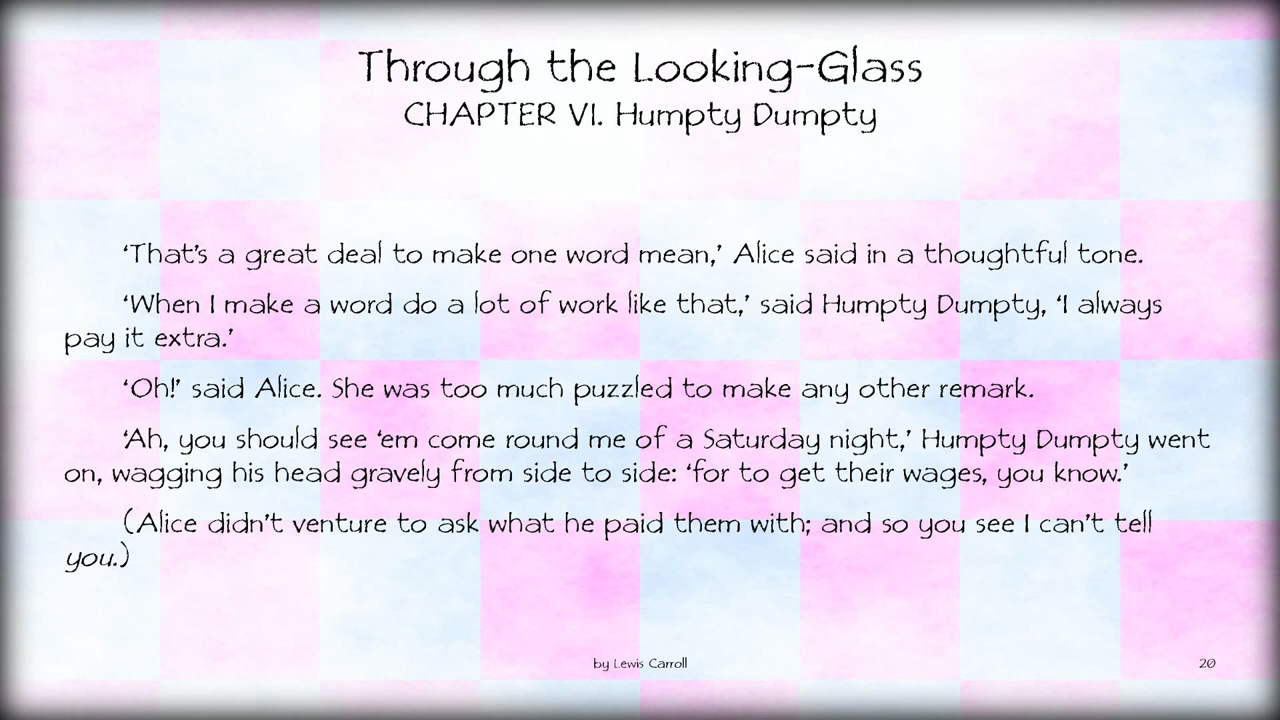 Through the Looking-Glass
CHAPTER VI. Humpty Dumpty
‘That’s a great deal to make one word mean,’ Alice said in a thoughtful tone.
‘When I make a word do a lot of work like that,’ said Humpty Dumpty, ‘I always
pay it extra.’
‘Oh!’ said Alice. She was too much puzzled to make any other remark.
‘Ah, you should see ‘em come round me of a Saturday night,’ Humpty Dumpty went
on, wagging his head gravely from side to side: ‘for to get their wages, you know.’
(Alice didn’t venture to ask what he paid them with; and so you see I can’t tell
you.)
by Lewis Carroll
20